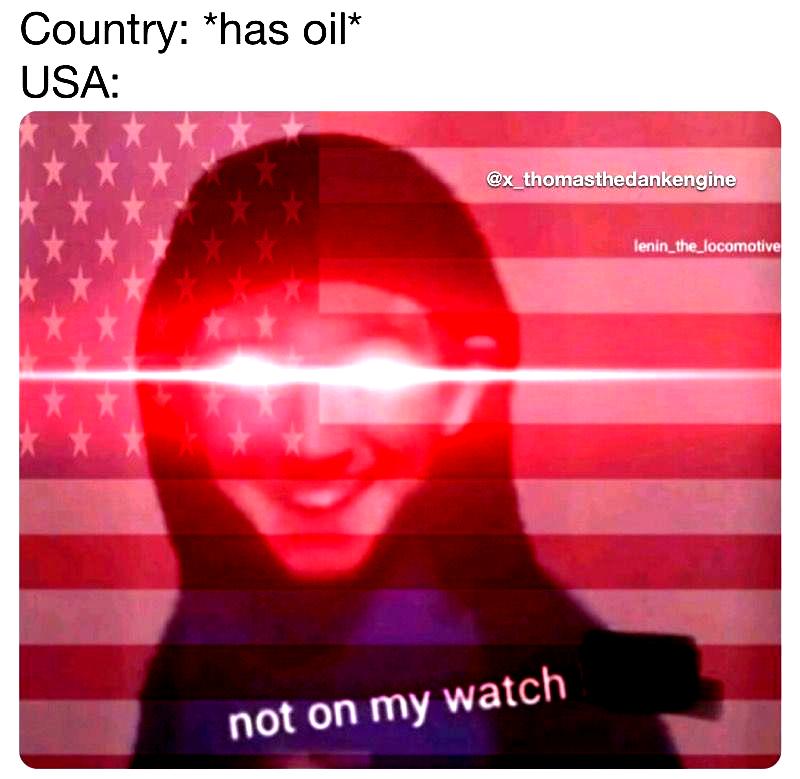 Country: *has oil*
USA:
@x_thomasthedankengine
lenin_the_locomotive
not on my watch